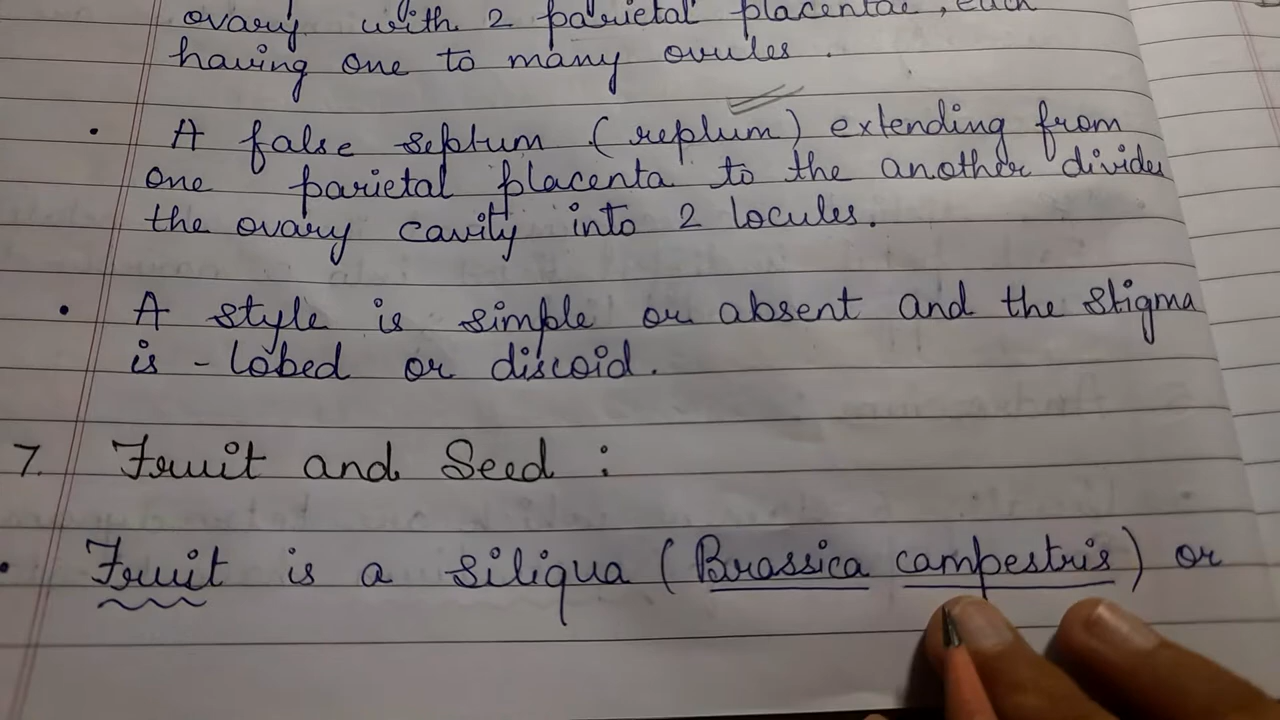 ovary with 2 parietal placentae, each
having one to many ovules.
• A false septum (replum) extending from
one parietal placenta to the another divides
the ovary cavity into 2 locules.
• A style is simple or absent and the stigma
is - lobed or discoid.
7. Fruit and Seed :
• Fruit is a siliqua (Brassica campestris) or